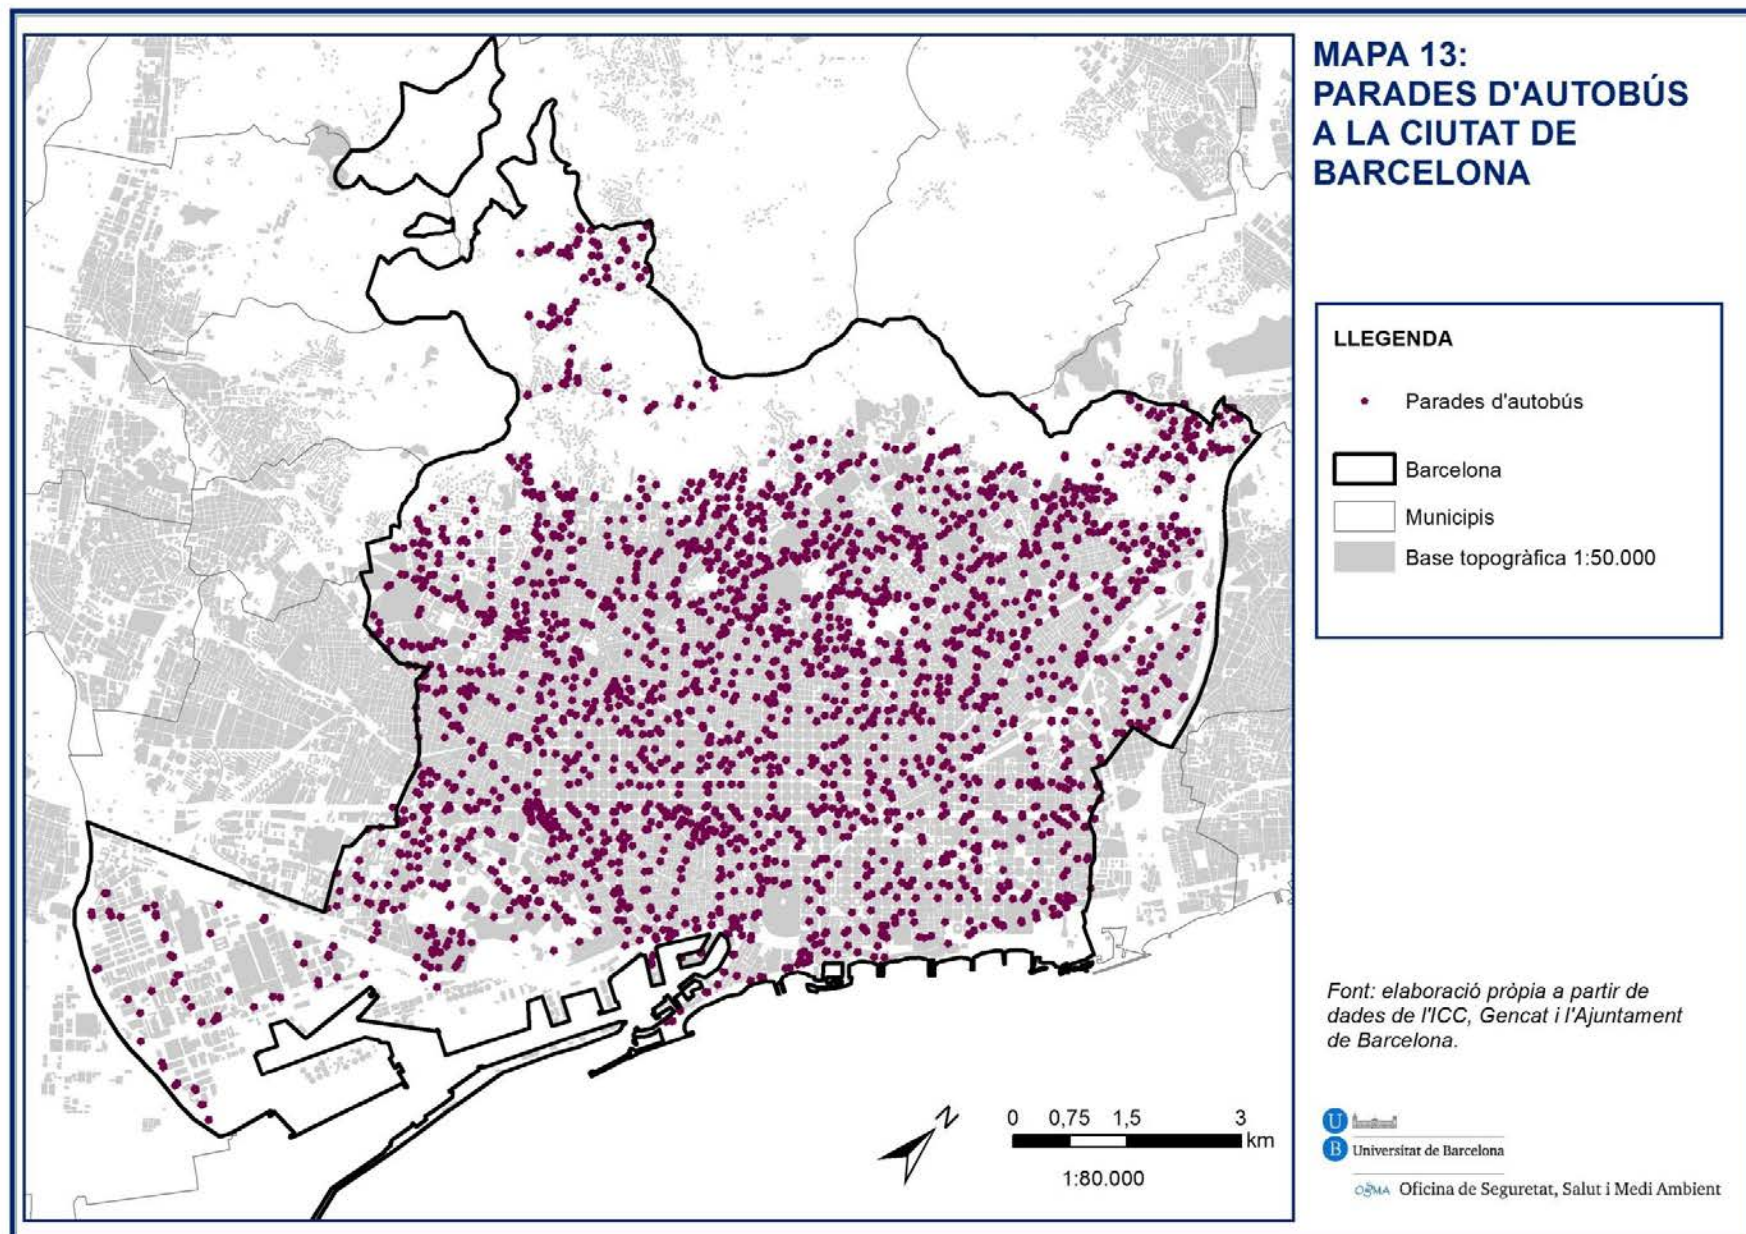 MAPA 13:
PARADES D'AUTOBÚS
A LA CIUTAT DE
BARCELONA
LLEGENDA
Parades d'autobús
Barcelona
Municipis
Base topogràfica 1:50.000
Font: elaboració pròpia a partir de
dades de l'ICC, Gencat i l'Ajuntament
de Barcelona.
N
0 0,75 1,5 3
km
1:80.000
U
B Universitat de Barcelona
OSSMA Oficina de Seguretat, Salut i Medi Ambient